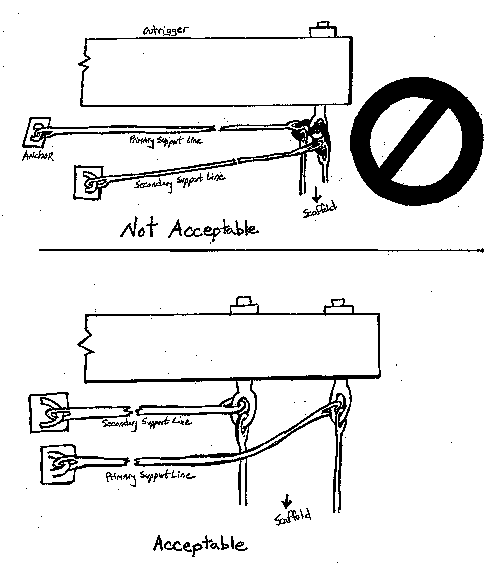 Outrigger
Primary Support Line
ANCHOR
Secondary Support Line
Scaffold
Not Acceptable
Secondary Support Line
Primary Support Line
Scaffold
Acceptable